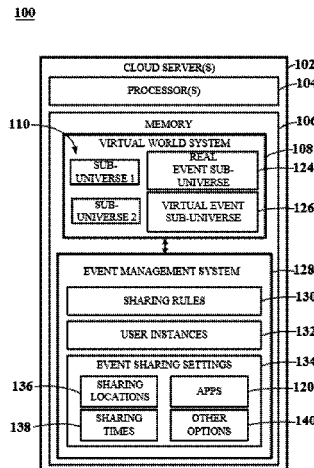 100
CLOUD SERVER(S)
102
PROCESSOR(S)
104
MEMORY
106
110
VIRTUAL WORLD SYSTEM
108
SUB-
UNIVERSE 1
REAL
EVENT SUB-
UNIVERSE
124
SUB-
UNIVERSE 2
VIRTUAL EVENT
SUB-UNIVERSE
126
EVENT MANAGEMENT SYSTEM
128
SHARING RULES
130
USER INSTANCES
132
EVENT SHARING SETTINGS
134
136
SHARING
LOCATIONS
APPS
120
138
SHARING
TIMES
OTHER
OPTIONS
140